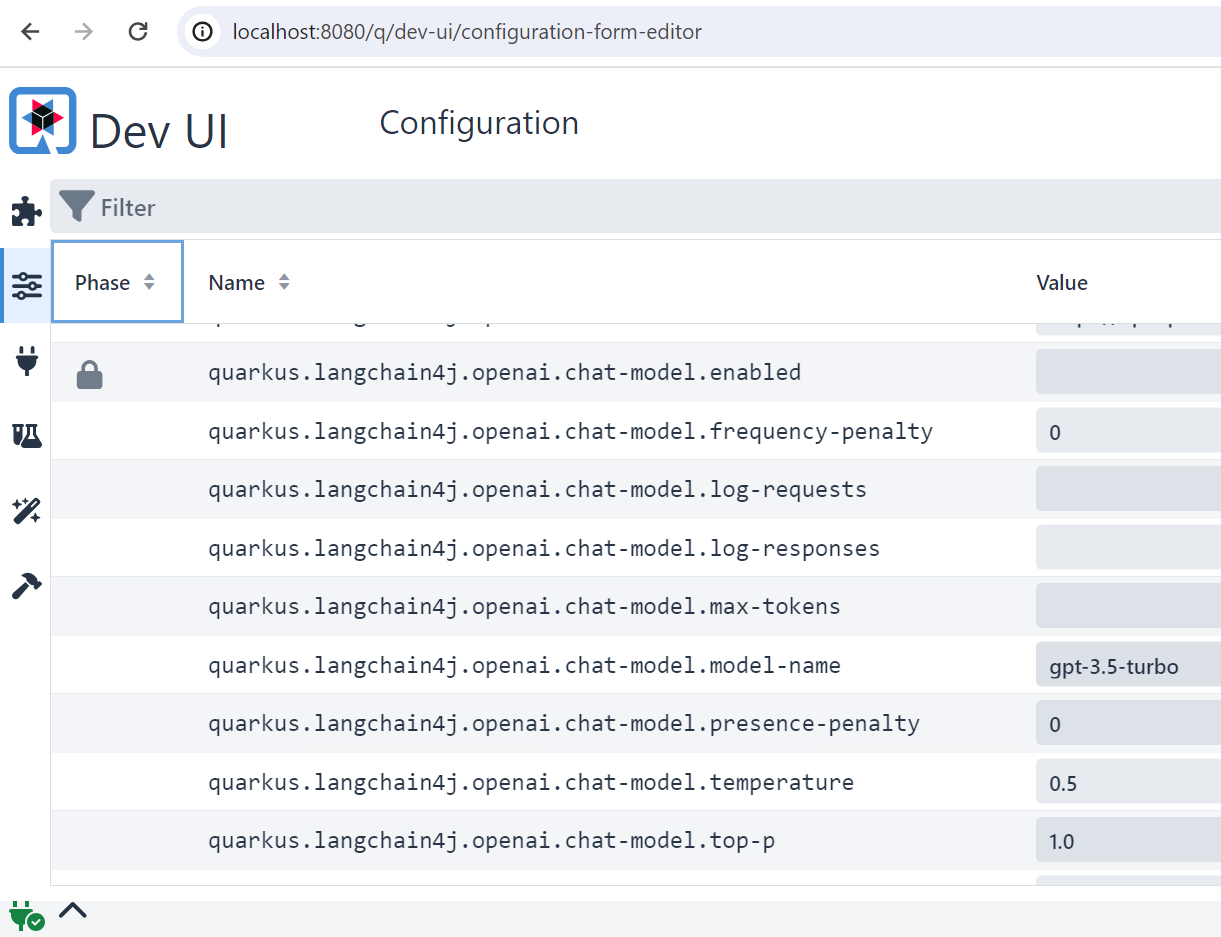 localhost:8080/q/dev-ui/configuration-form-editor
Dev UI
Configuration
Filter
Phase Name Value
quarkus.langchain4j.openai.chat-model.enabled
quarkus.langchain4j.openai.chat-model.frequency-penalty 0
quarkus.langchain4j.openai.chat-model.log-requests
quarkus.langchain4j.openai.chat-model.log-responses
quarkus.langchain4j.openai.chat-model.max-tokens
quarkus.langchain4j.openai.chat-model.model-name gpt-3.5-turbo
quarkus.langchain4j.openai.chat-model.presence-penalty 0
quarkus.langchain4j.openai.chat-model.temperature 0.5
quarkus.langchain4j.openai.chat-model.top-p 1.0